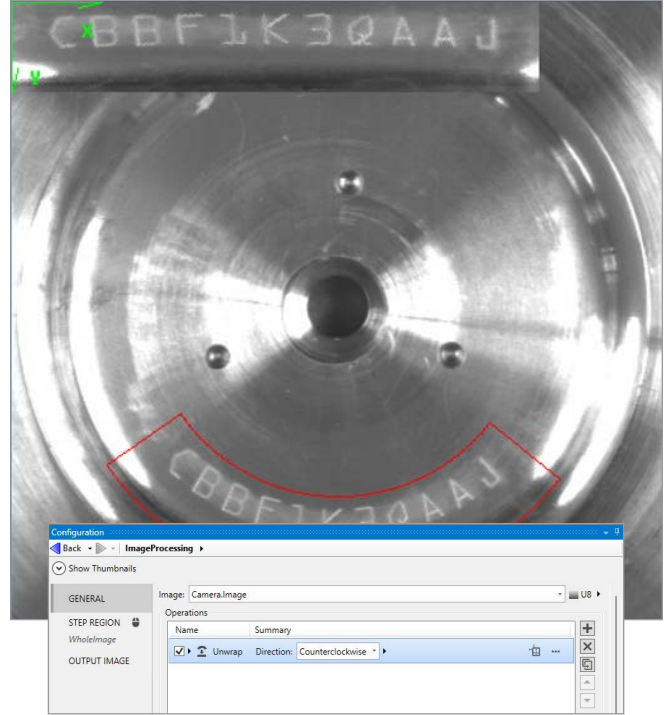 CBBF1K3QAAJ
X
Y
CBBF1K3QAAJ
Configuration
Back ImageProcessing
Show Thumbnails
GENERAL
STEP REGION
WholeImage
OUTPUT IMAGE
Image: Camera.Image U8
Operations
Name Summary
Unwrap Direction: Counterclockwise